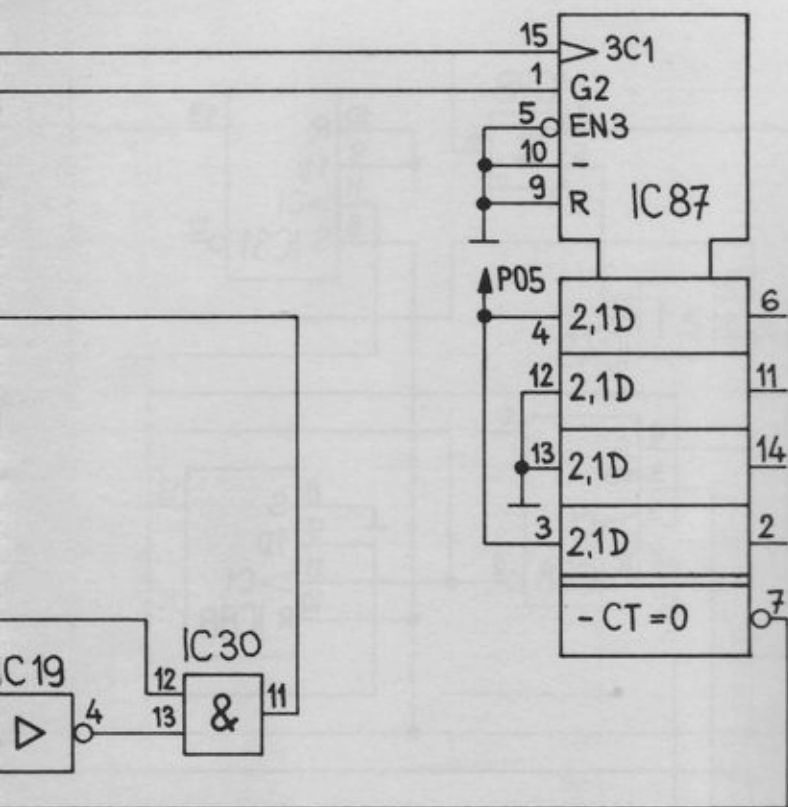 15 3C1
1 G2
5 EN3
10 –
9 R IC87
P05
4 2,1D 6
12 2,1D 11
13 2,1D 14
3 2,1D 2
- CT=0 7
IC30
C19
12
4 13 & 11